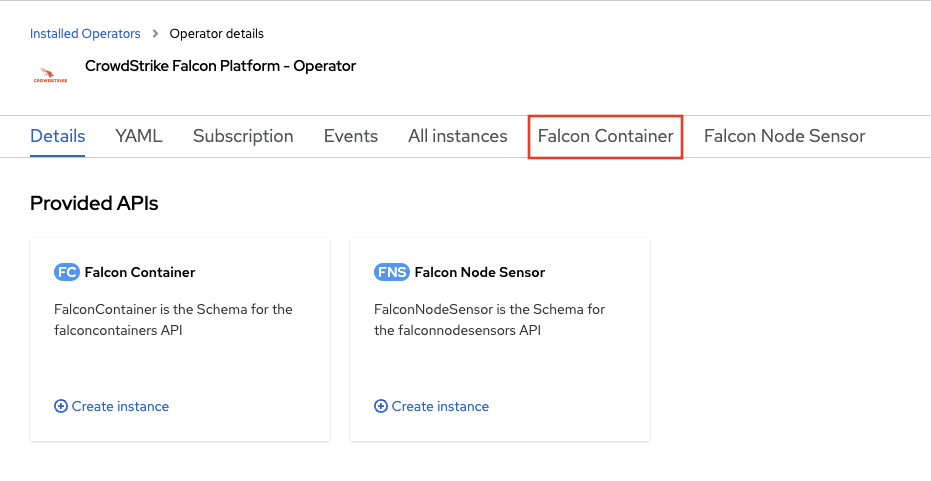 Installed Operators > Operator details
CROWDSTRIKE
CrowdStrike Falcon Platform - Operator
Details YAML Subscription Events All instances Falcon Container Falcon Node Sensor
Provided APIs
FC Falcon Container
FalconContainer is the Schema for the
falconcontainers API
Create instance
FNS Falcon Node Sensor
FalconNodeSensor is the Schema for
the falconnodesensors API
Create instance